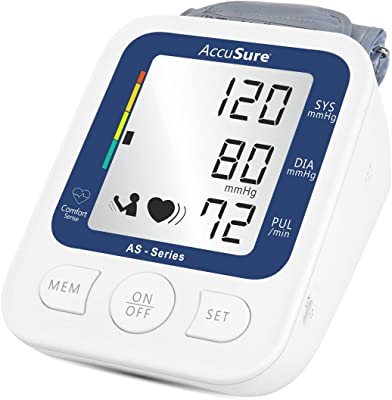 AccuSure®
120 SYS mmHg
80 mmHg DIA mmHg
72 PUL /min
Comfort Sense
AS - Series
MEM
ON OFF
SET